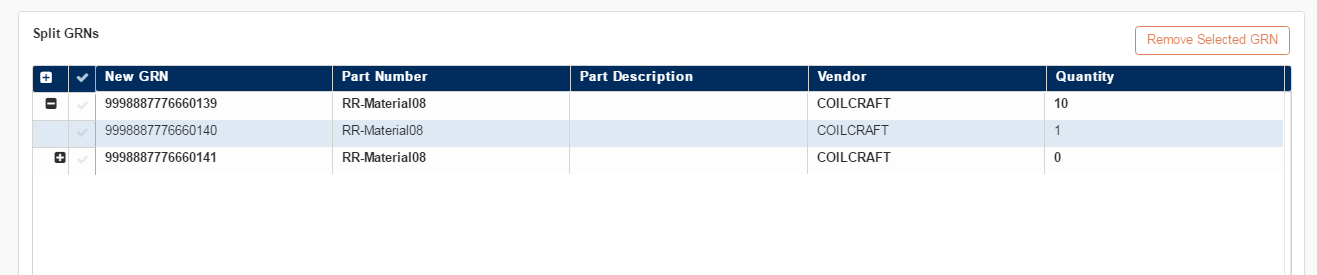 Split GRNs
Remove Selected GRN
New GRN Part Number Part Description Vendor Quantity
9998887776660139 RR-Material08 COILCRAFT 10
9998887776660140 RR-Material08 COILCRAFT 1
9998887776660141 RR-Material08 COILCRAFT 0